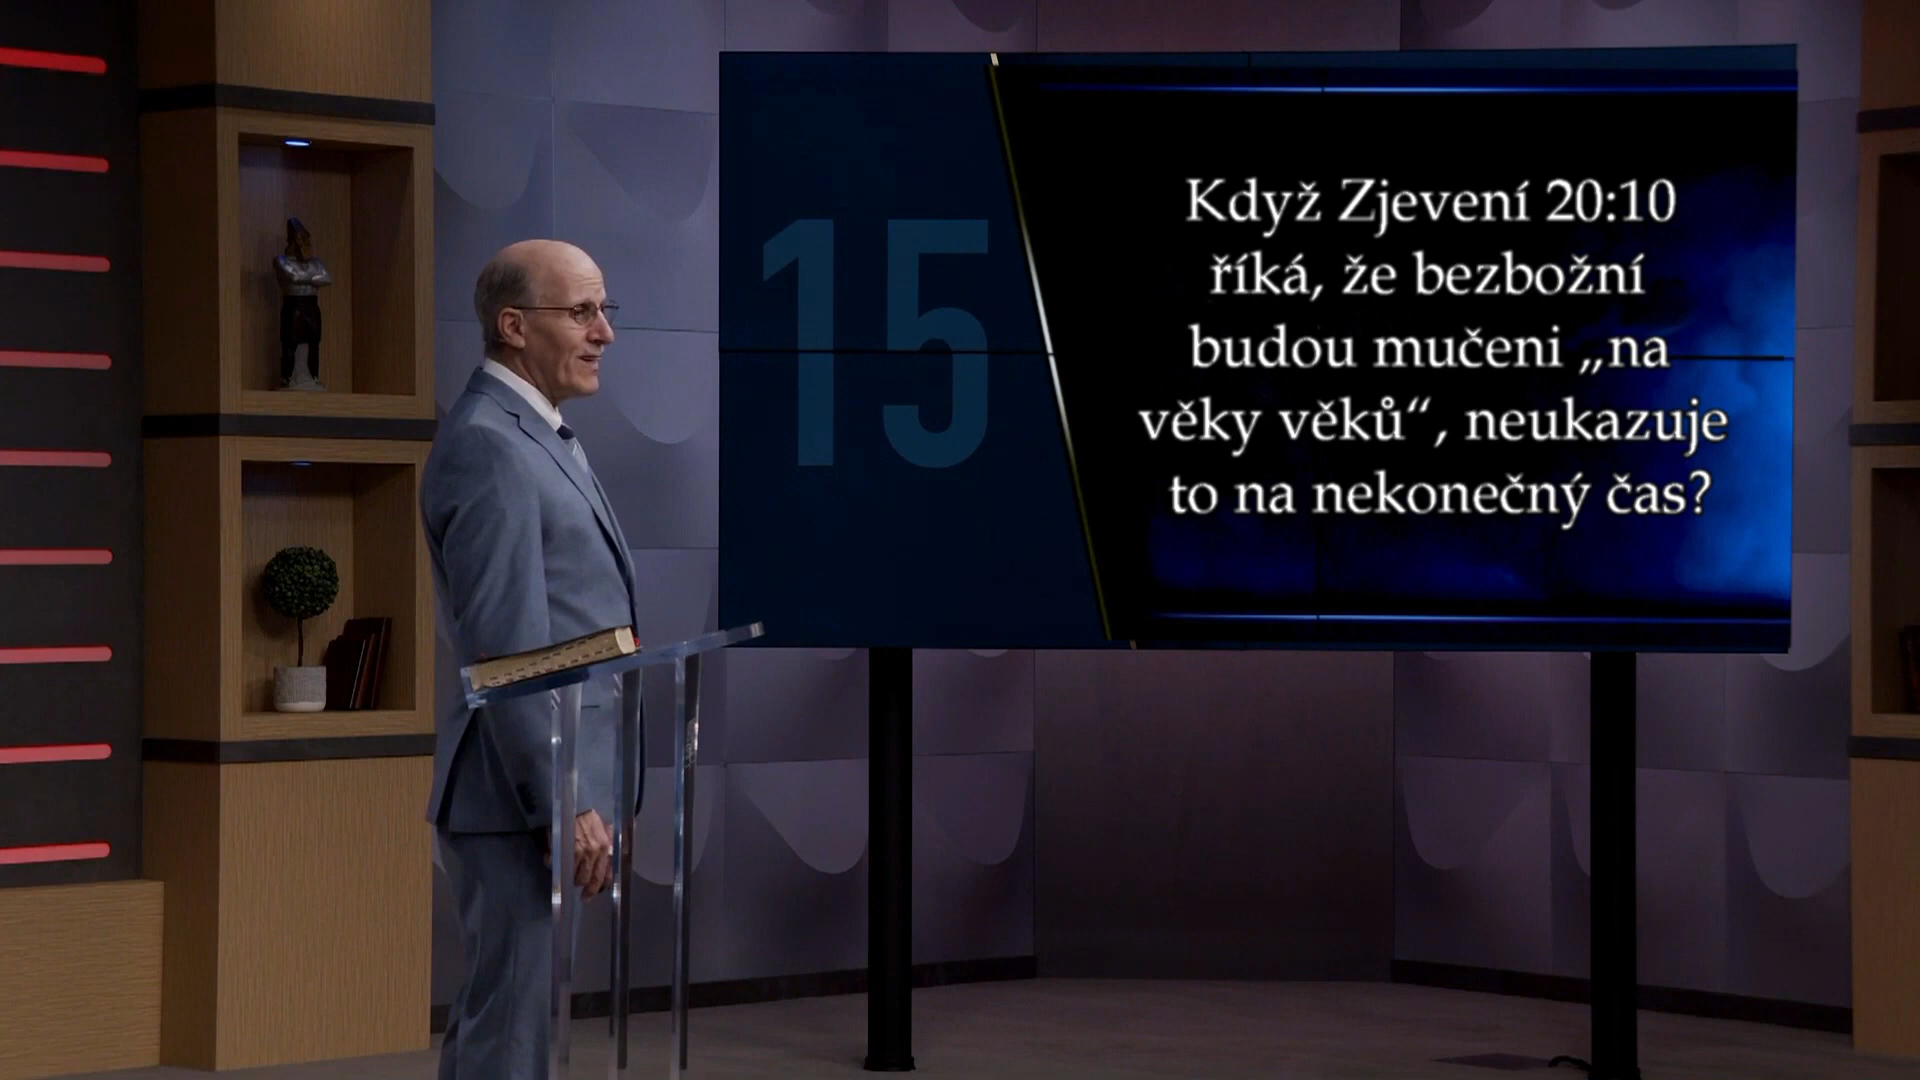 15
Když Zjevení 20:10
říká, že bezbožní
budou mučeni „na
věky věků“, neukazuje
to na nekonečný čas?